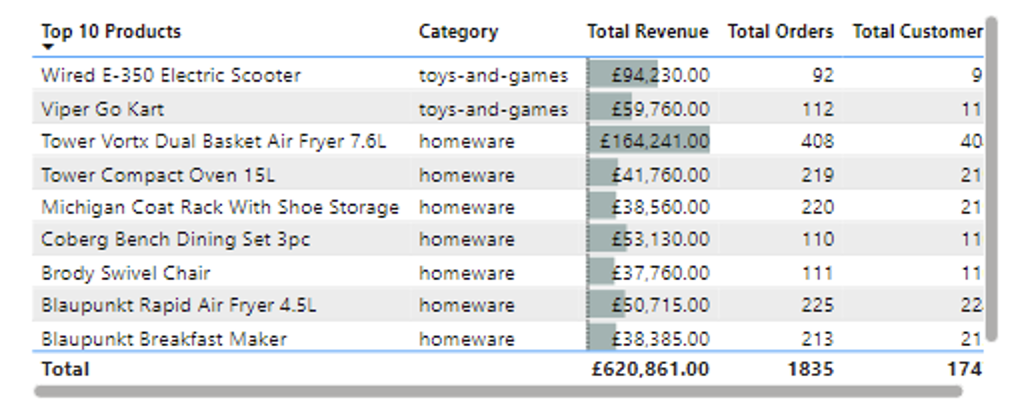 Top 10 Products Category Total Revenue Total Orders Total Customer
Wired E-350 Electric Scooter toys-and-games £94,230.00 92 9
Viper Go Kart toys-and-games £59,760.00 112 11
Tower Vortx Dual Basket Air Fryer 7.6L homeware £164,241.00 408 40
Tower Compact Oven 15L homeware £41,760.00 219 21
Michigan Coat Rack With Shoe Storage homeware £38,560.00 220 21
Coberg Bench Dining Set 3pc homeware £53,130.00 110 11
Brody Swivel Chair homeware £37,760.00 111 11
Blaupunkt Rapid Air Fryer 4.5L homeware £50,715.00 225 22
Blaupunkt Breakfast Maker homeware £38,385.00 213 21
Total £620,861.00 1835 174